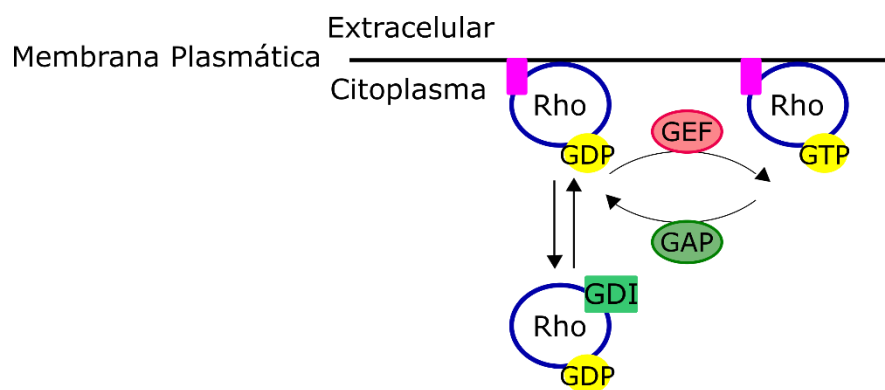 Extracelular
Membrana Plasmática
Citoplasma
Rho
Rho
GEF
GDP
GTP
GAP
GDI
Rho
GDP